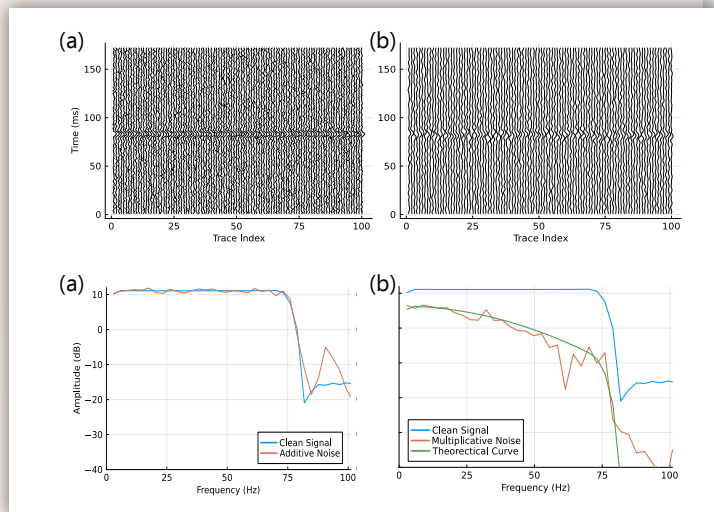 (a)
(b)
Time (ms)
150
100
50
0
0
25
50
75
100
Trace Index
0
25
50
75
100
Trace Index
(a)
(b)
Amplitude (dB)
10
0
−10
−20
−30
−40
Clean Signal
Additive Noise
0
25
50
75
100
Frequency (Hz)
Clean Signal
Multiplicative Noise
Theorectical Curve
0
25
50
75
100
Frequency (Hz)